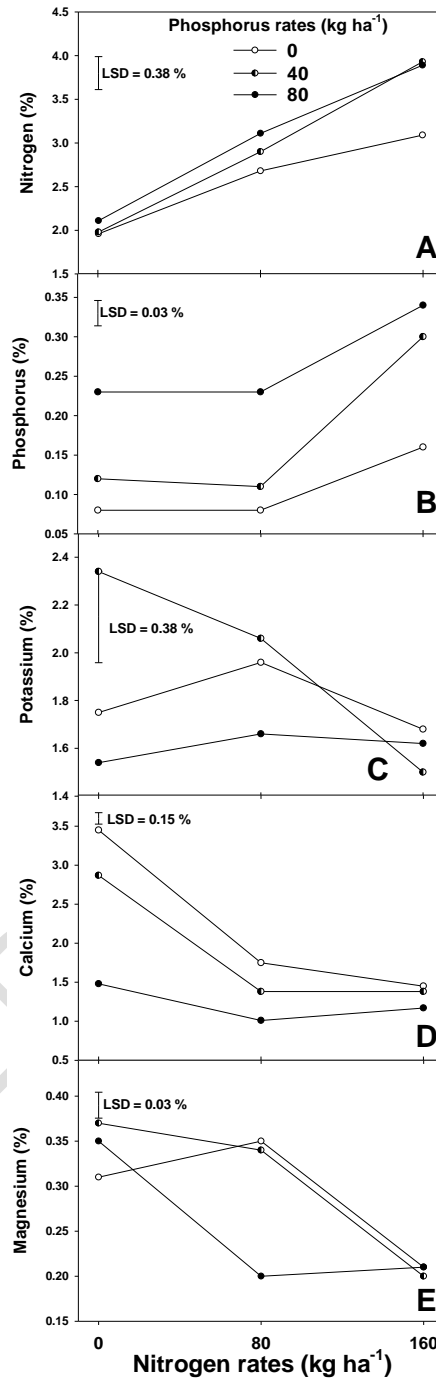 Phosphorus rates (kg ha⁻¹)
0
40
80
LSD = 0.38 %
Nitrogen (%)
4.0
3.5
3.0
2.5
2.0
1.5
A
LSD = 0.03 %
Phosphorus (%)
0.35
0.30
0.25
0.20
0.15
0.10
0.05
B
LSD = 0.38 %
Potassium (%)
2.4
2.2
2.0
1.8
1.6
1.4
C
LSD = 0.15 %
Calcium (%)
3.5
3.0
2.5
2.0
1.5
1.0
0.5
D
LSD = 0.03 %
Magnesium (%)
0.40
0.35
0.30
0.25
0.20
0.15
E
0 80 160
Nitrogen rates (kg ha⁻¹)